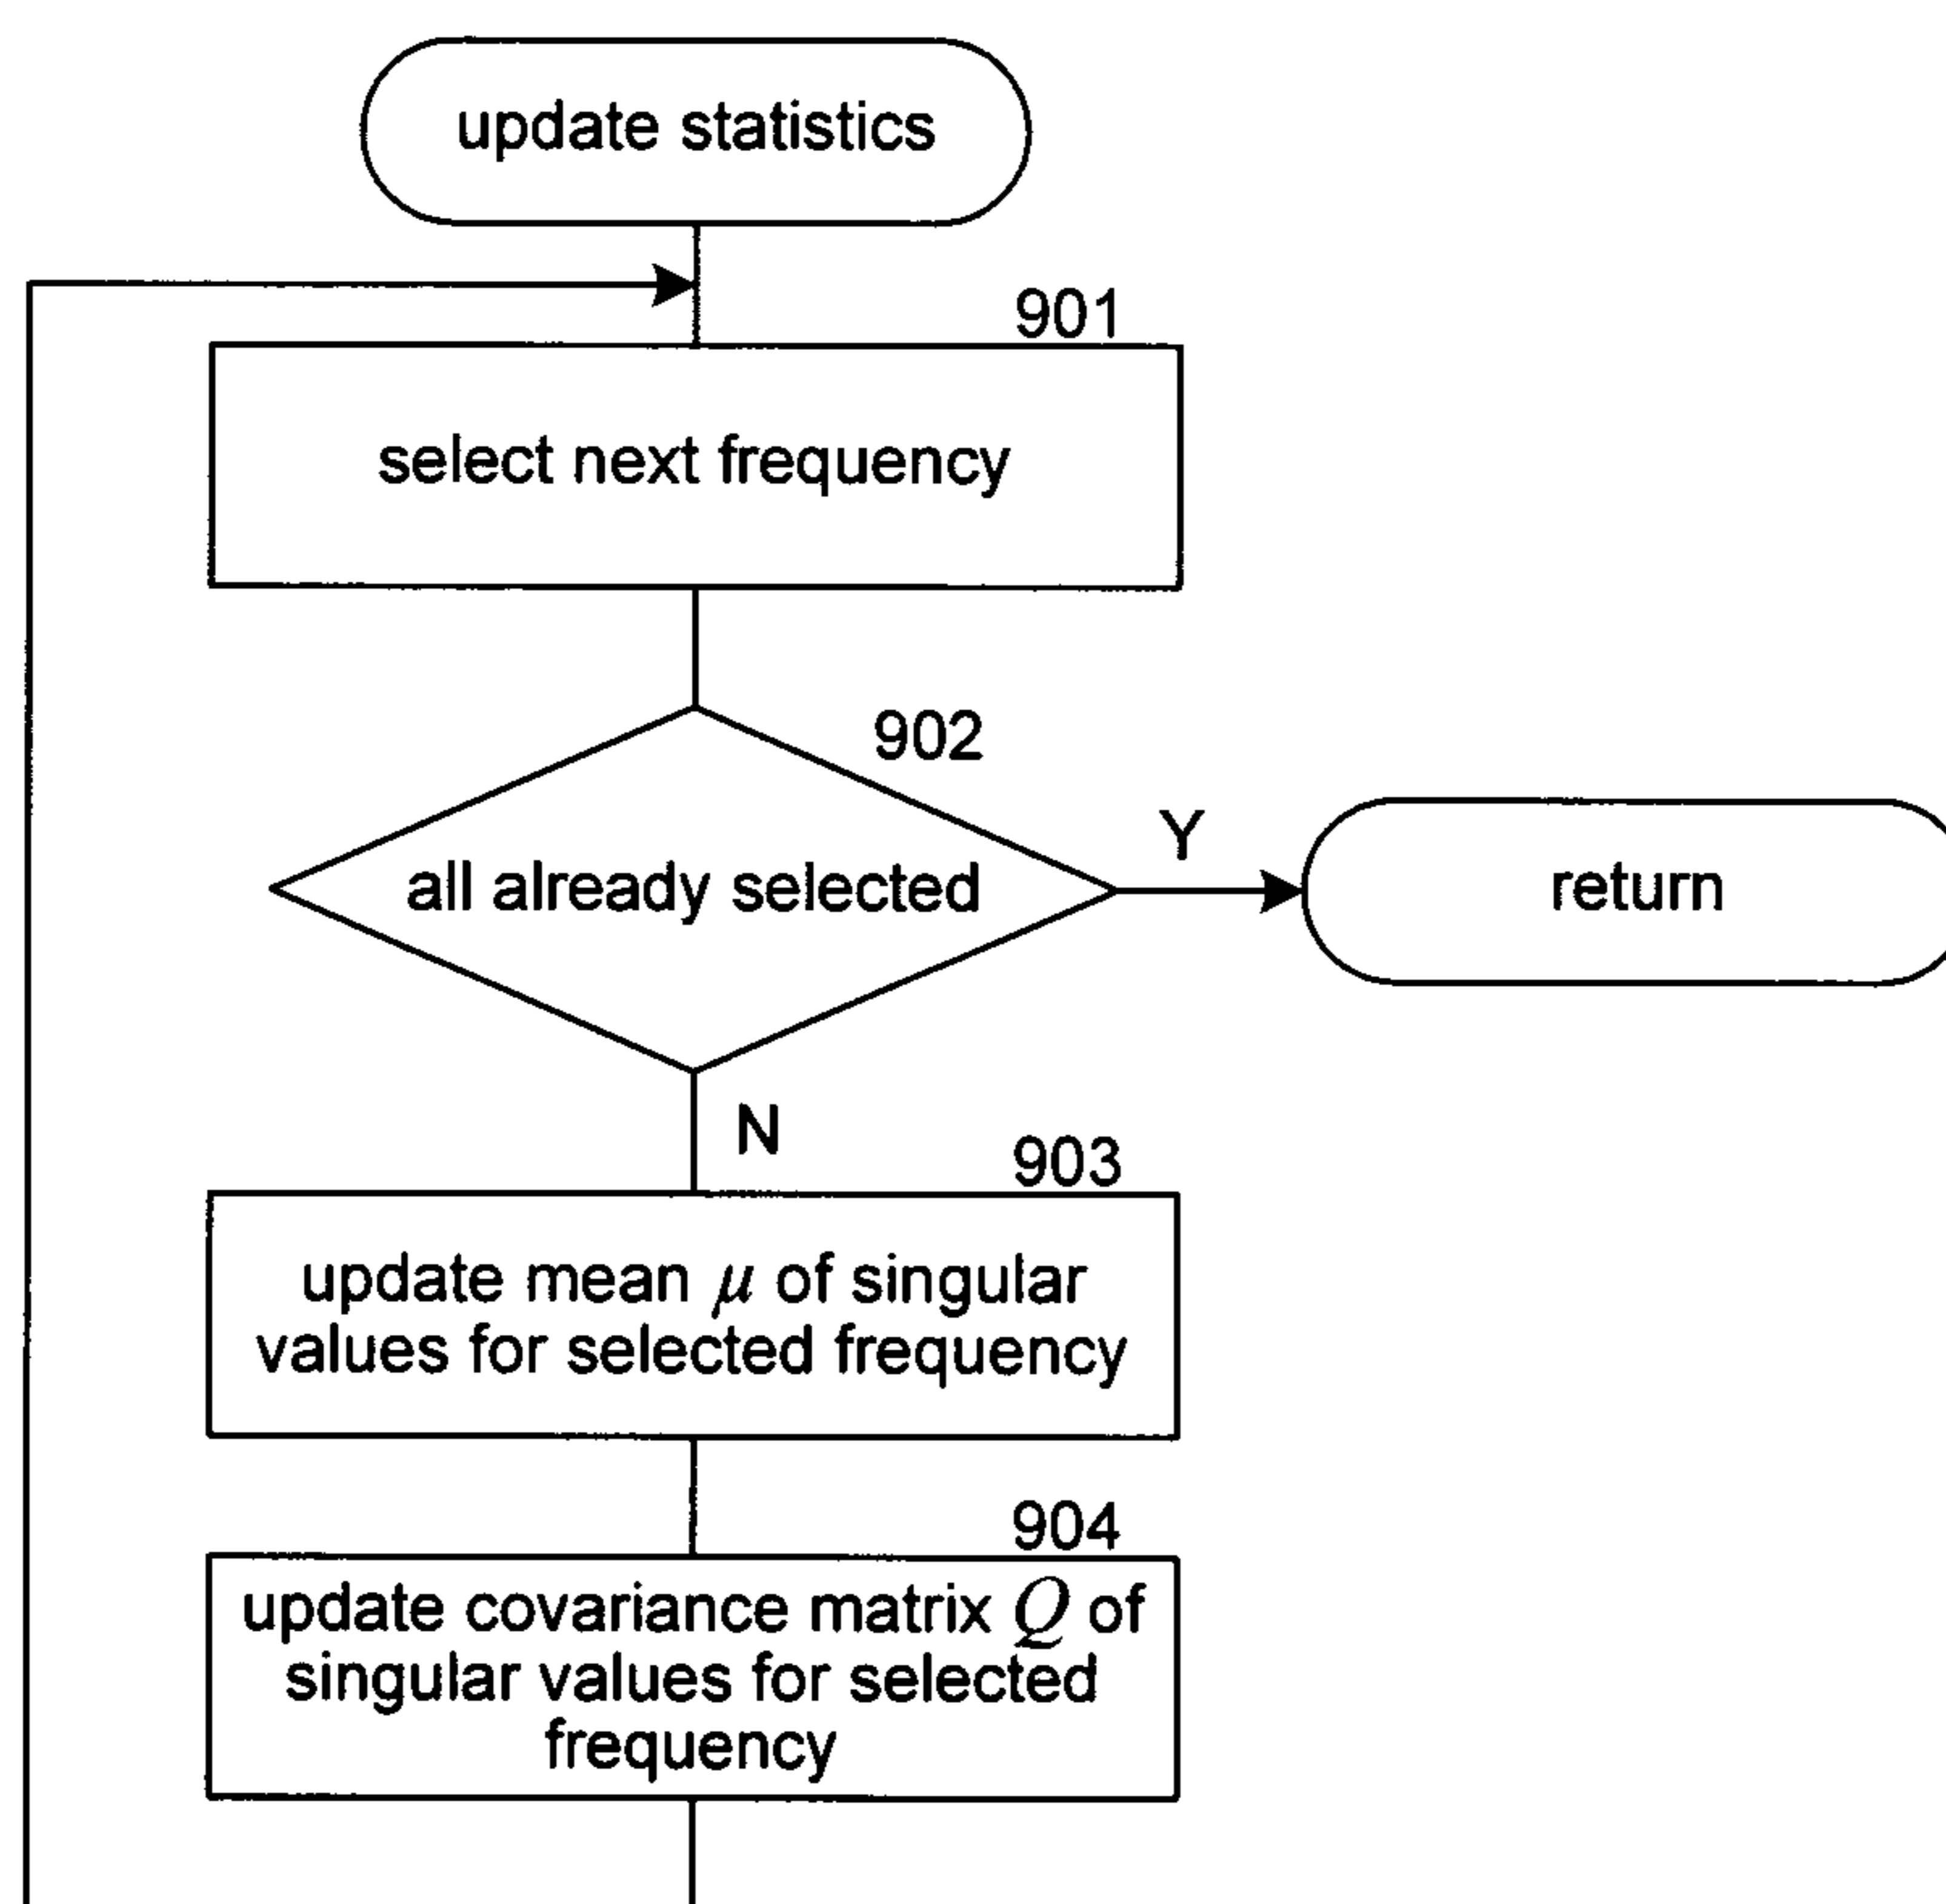 update statistics
901
select next frequency
902
all already selected
Y
return
N
903
update mean μ of singular
values for selected frequency
904
update covariance matrix Q of
singular values for selected
frequency